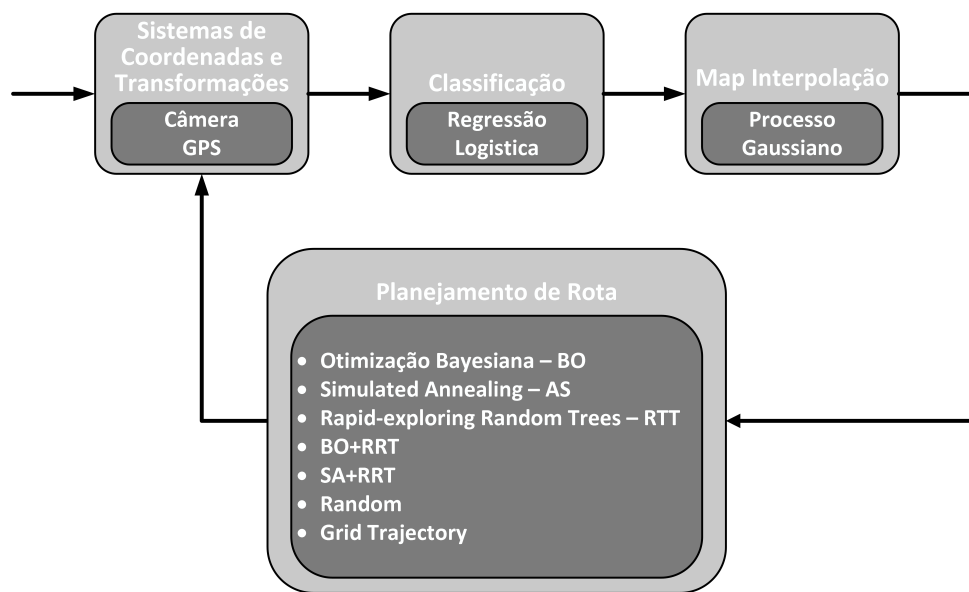 Sistemas de
Coordenadas e
Transformações
Câmera
GPS
Classificação
Regressão
Logistica
Map Interpolação
Processo
Gaussiano
Planejamento de Rota
• Otimização Bayesiana – BO
• Simulated Annealing – AS
• Rapid-exploring Random Trees – RTT
• BO+RRT
• SA+RRT
• Random
• Grid Trajectory